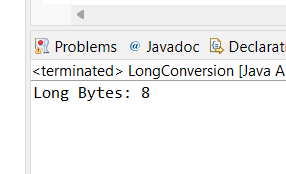 Problems @ Javadoc Declarati
<terminated> LongConversion [Java A
Long Bytes: 8